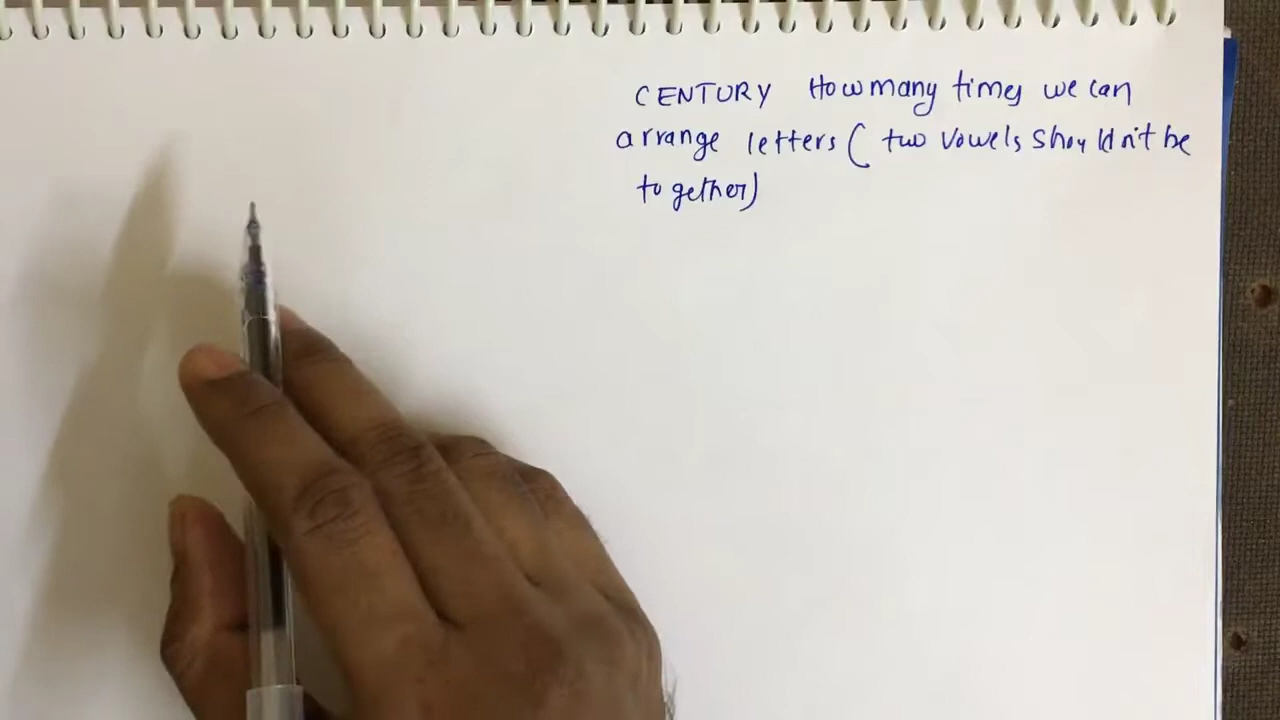 CENTURY How many times we can
arrange letters ( two vowels shouldn't be
together)